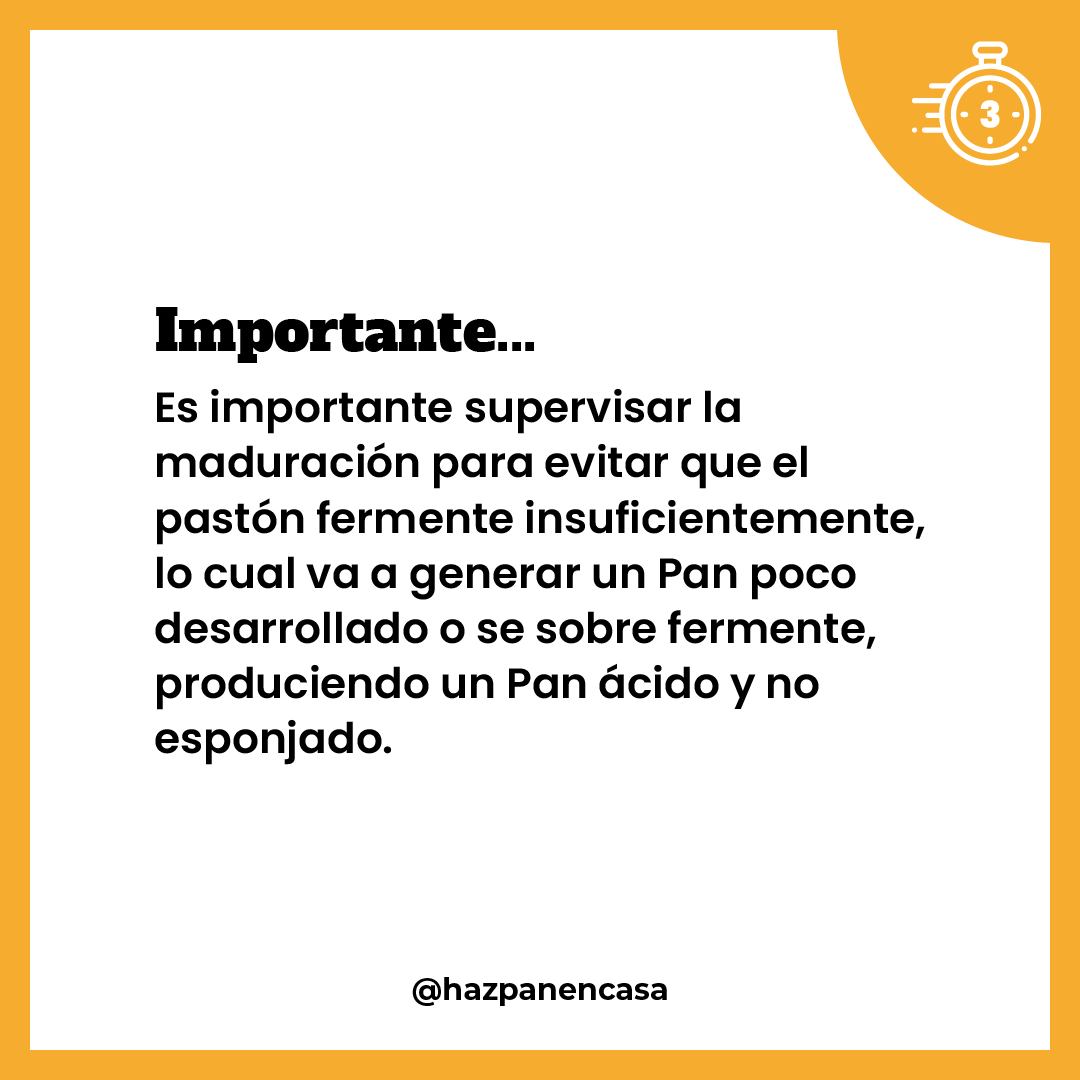 3
Importante...
Es importante supervisar la
maduración para evitar que el
pastón fermente insuficientemente,
lo cual va a generar un Pan poco
desarrollado o se sobre fermente,
produciendo un Pan ácido y no
esponjado.
@hazpanencasa